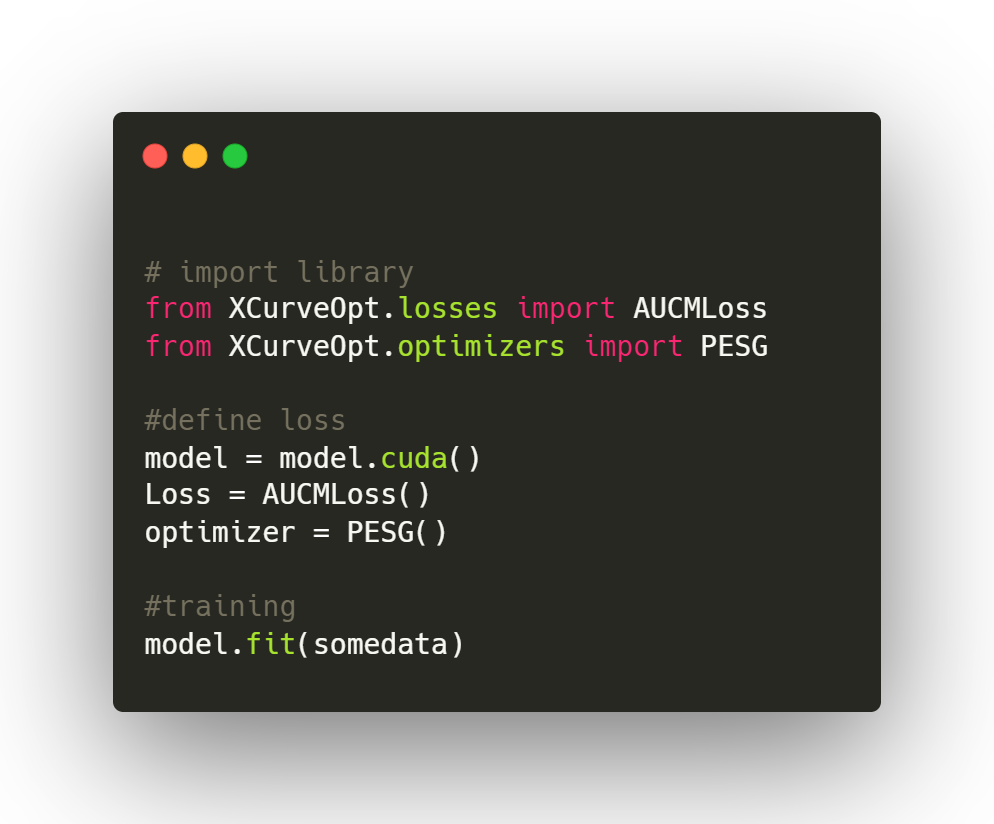 # import library
from XCurveOpt.losses import AUCMLoss
from XCurveOpt.optimizers import PESG
#define loss
model = model.cuda()
Loss = AUCMLoss()
optimizer = PESG()
#training
model.fit(somedata)